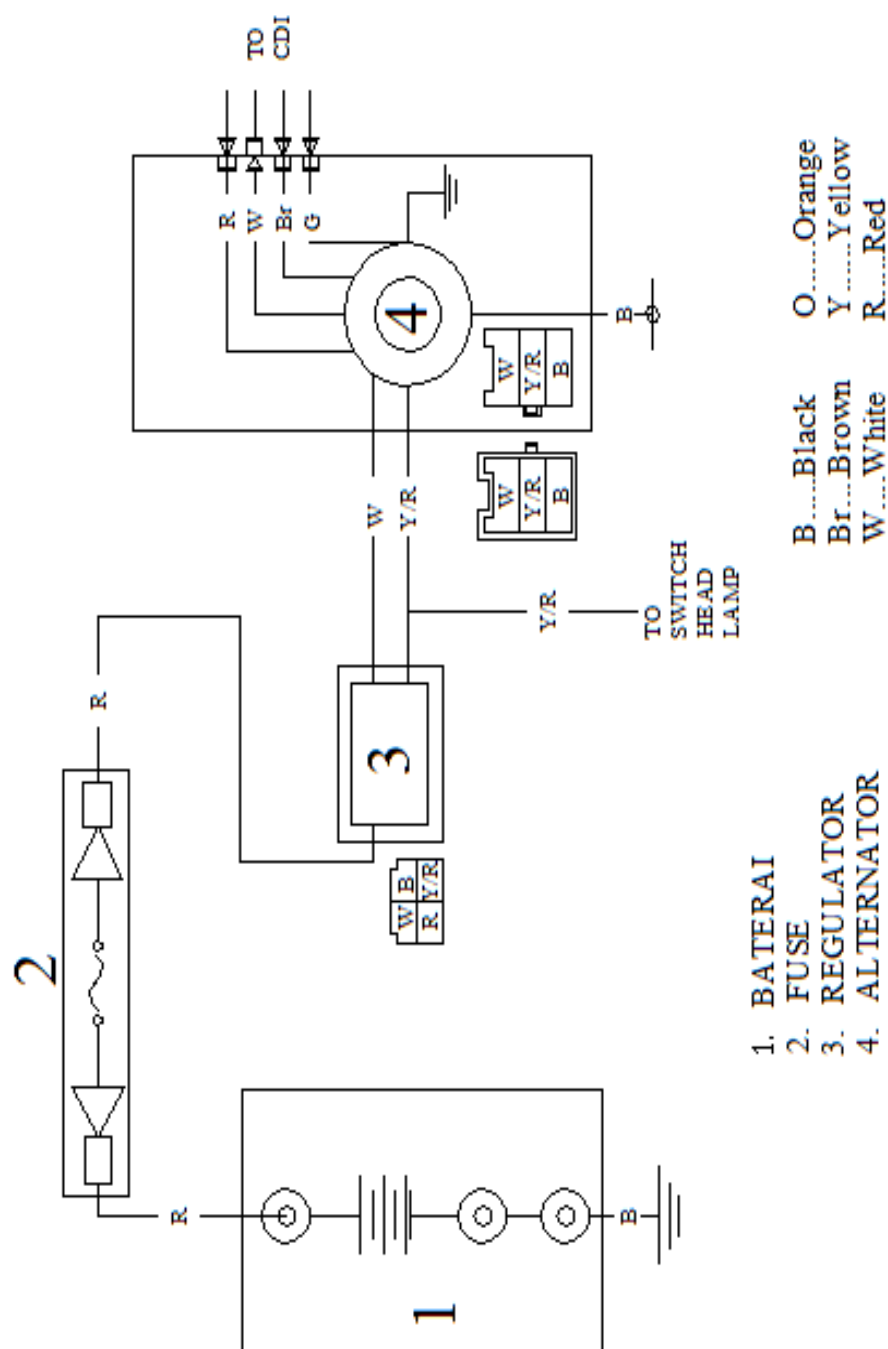 2
R
R
1
B
3
W B
R Y/R
W
Y/R
Y/R
TO
SWITCH
HEAD
LAMP
W
Y/R
B
W
Y/R
B
4
R
W
Br
G
TO
CDI
B
1. BATERAI
2. FUSE
3. REGULATOR
4. ALTERNATOR
B.....Black
Br...Brown
W....White
O ......Orange
Y ......Yellow
R.....Red